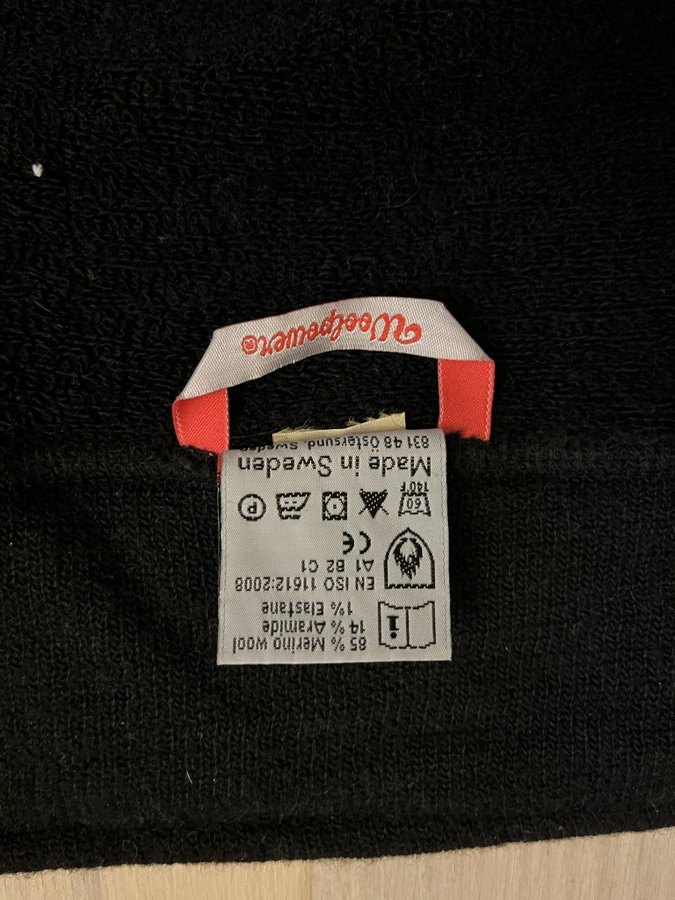 Woolpower®
85 % Merino wool
14 % Aramide
1% Elastane
i
EN ISO 11612:2008
A1 B2 C1
CE
60
140°F
P
Made in Sweden
831 48 Östersund, Sweden